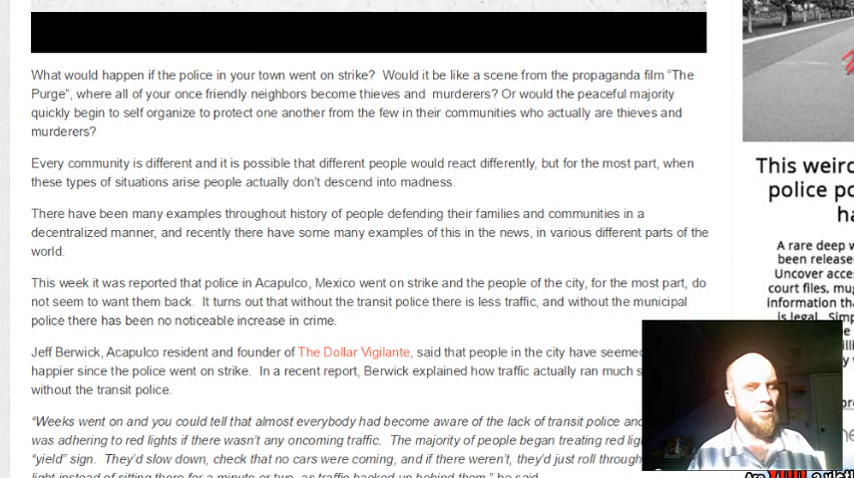 What would happen if the police in your town went on strike?  Would it be like a scene from the propaganda film “The
Purge”, where all of your once friendly neighbors become thieves and  murderers? Or would the peaceful majority
quickly begin to self organize to protect one another from the few in their communities who actually are thieves and
murderers?
Every community is different and it is possible that different people would react differently, but for the most part, when
these types of situations arise people actually don’t descend into madness.
There have been many examples throughout history of people defending their families and communities in a
decentralized manner, and recently there have some many examples of this in the news, in various different parts of the
world.
This week it was reported that police in Acapulco, Mexico went on strike and the people of the city, for the most part, do
not seem to want them back.  It turns out that without the transit police there is less traffic, and without the municipal
police there has been no noticeable increase in crime.
Jeff Berwick, Acapulco resident and founder of The Dollar Vigilante, said that people in the city have seemed
happier since the police went on strike.  In a recent report, Berwick explained how traffic actually ran much s
without the transit police.
“Weeks went on and you could tell that almost everybody had become aware of the lack of transit police and
was adhering to red lights if there wasn’t any oncoming traffic.  The majority of people began treating red lig
“yield” sign.  They’d slow down, check that no cars were coming, and if there weren’t, they’d just roll through
light instead of sitting there for a minute or two, as traffic backed up behind them,” he said.
This weird
police po
ha
A rare deep w
been release
Uncover acce
court files, mu
information tha
is legal. Simp